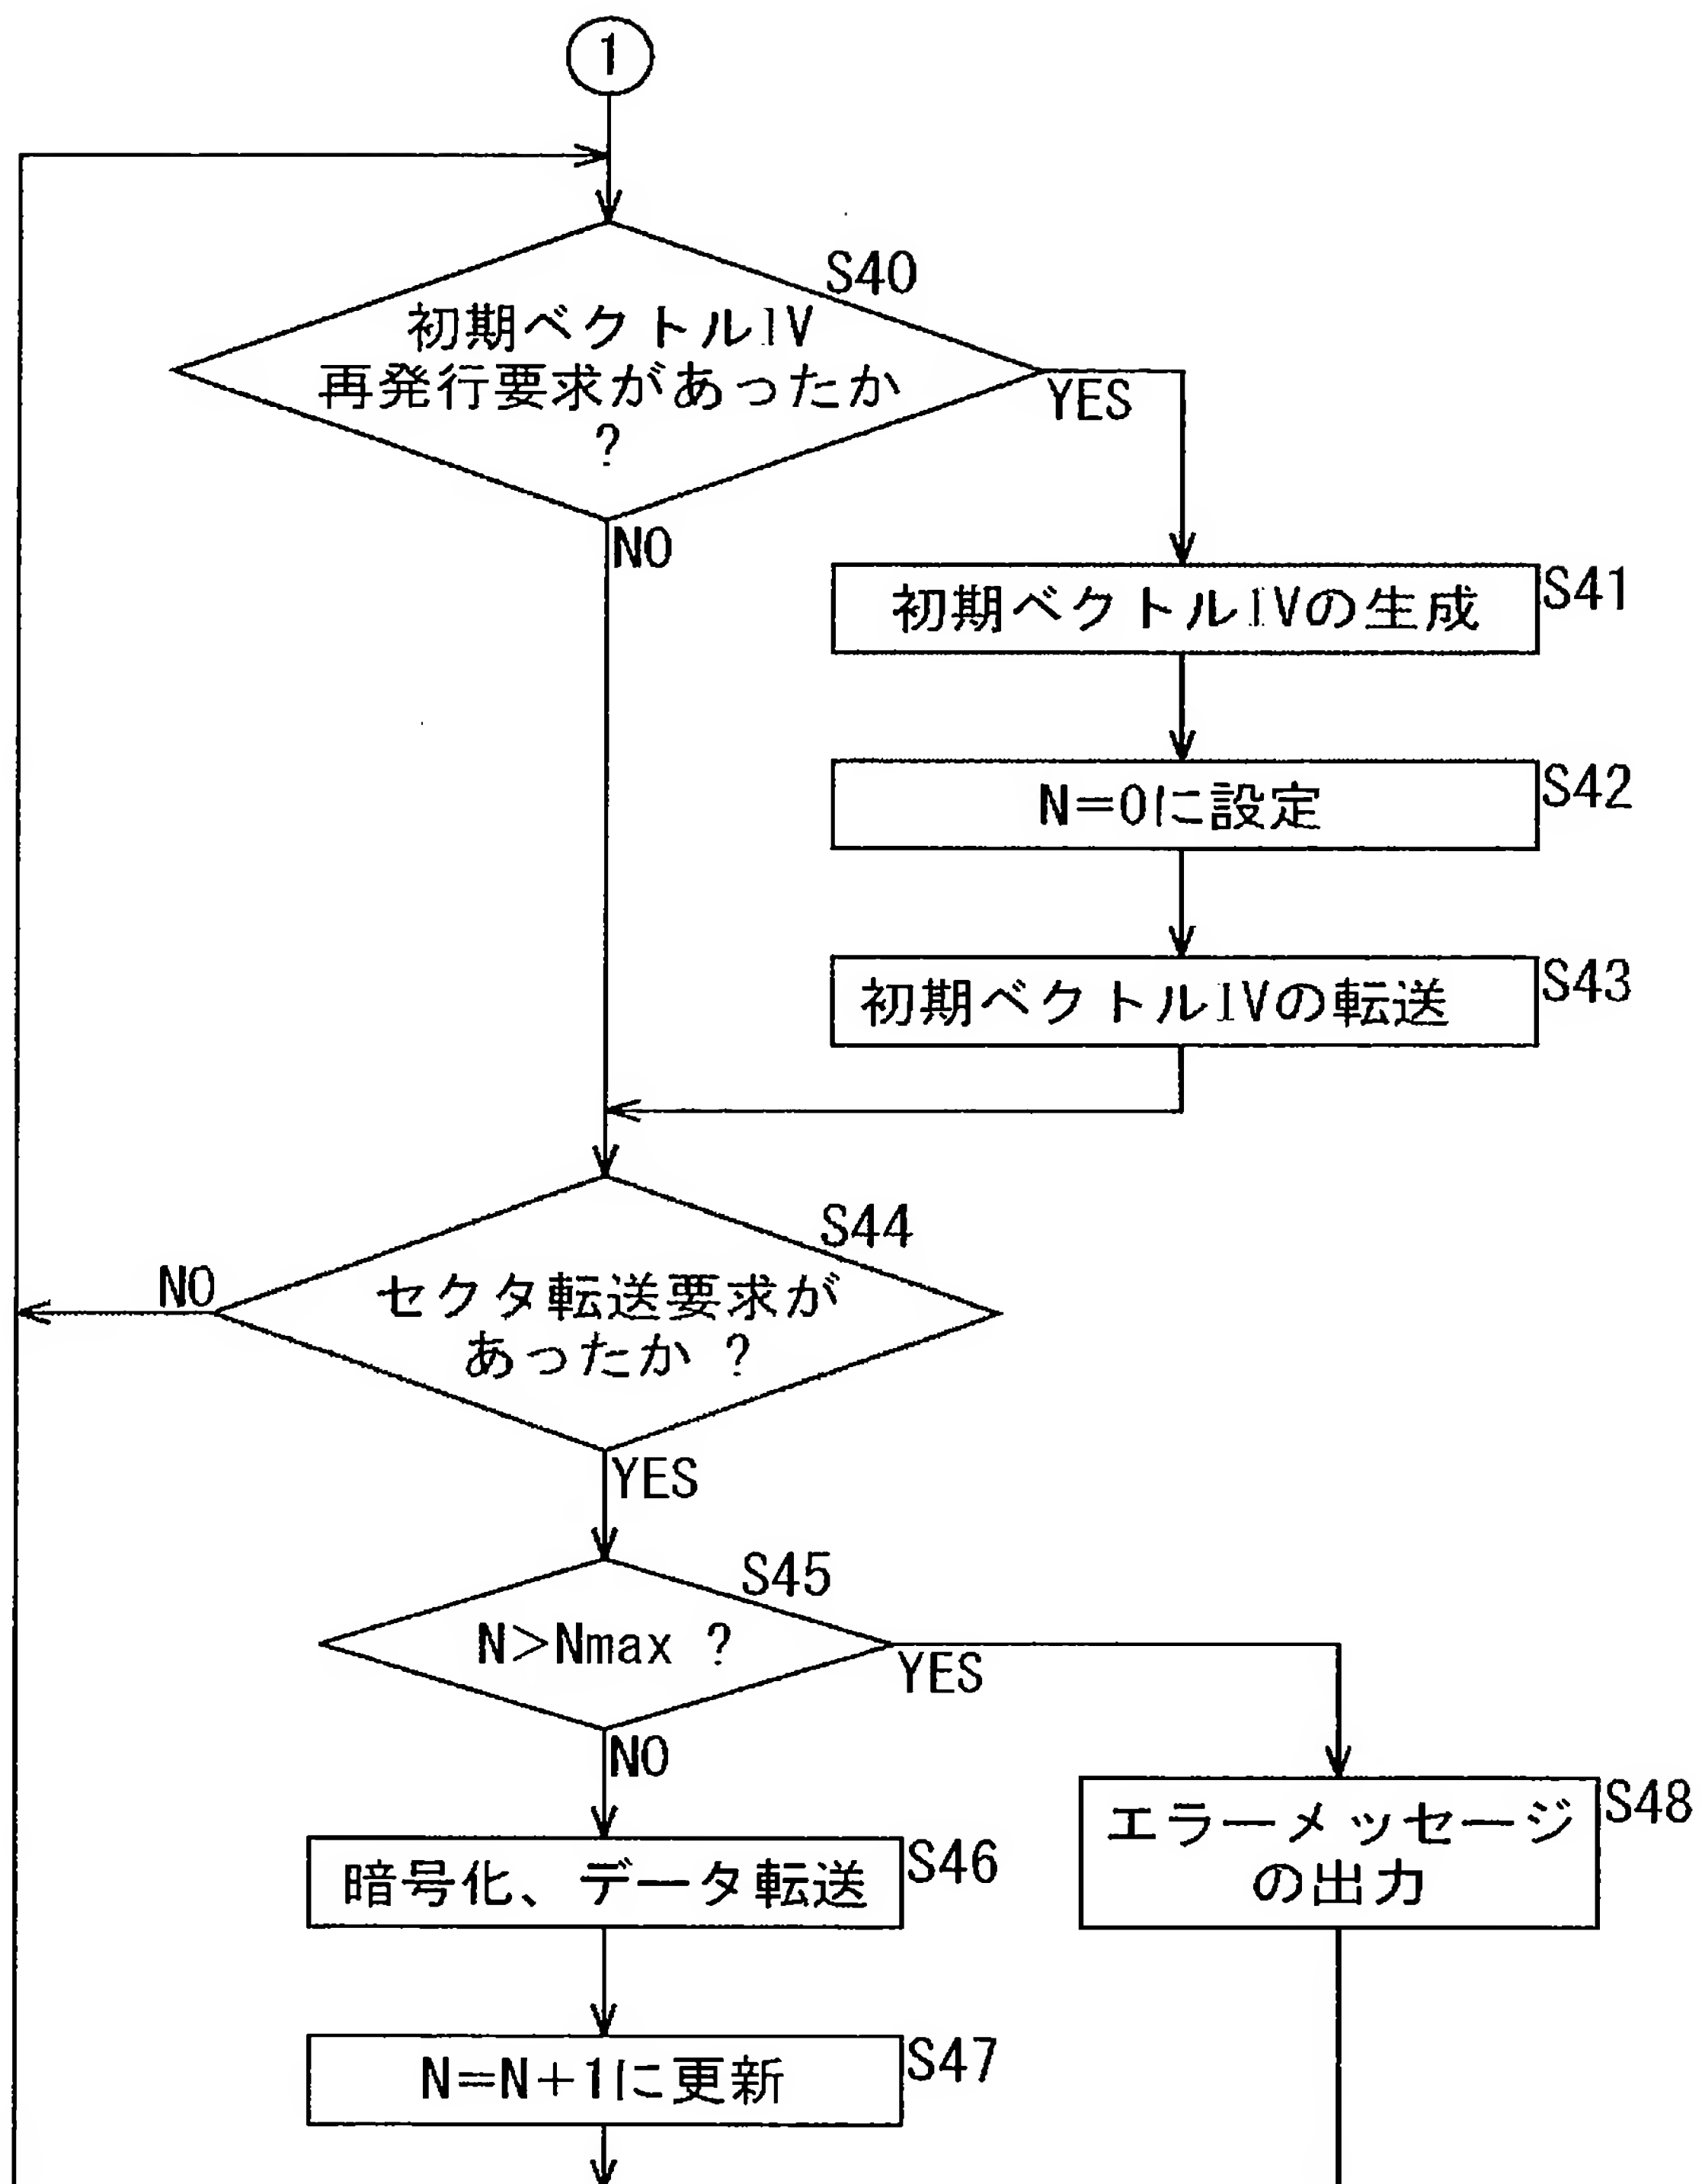 1
S40
初期ベクトルIV
再発行要求があったか
?
YES
NO
初期ベクトルIVの生成
S41
N=0に設定
S42
初期ベクトルIVの転送
S43
S44
NO
セクタ転送要求が
あったか ?
YES
S45
N>Nmax ?
YES
NO
エラーメッセージ
の出力
S48
暗号化、データ転送
S46
N=N+1に更新
S47